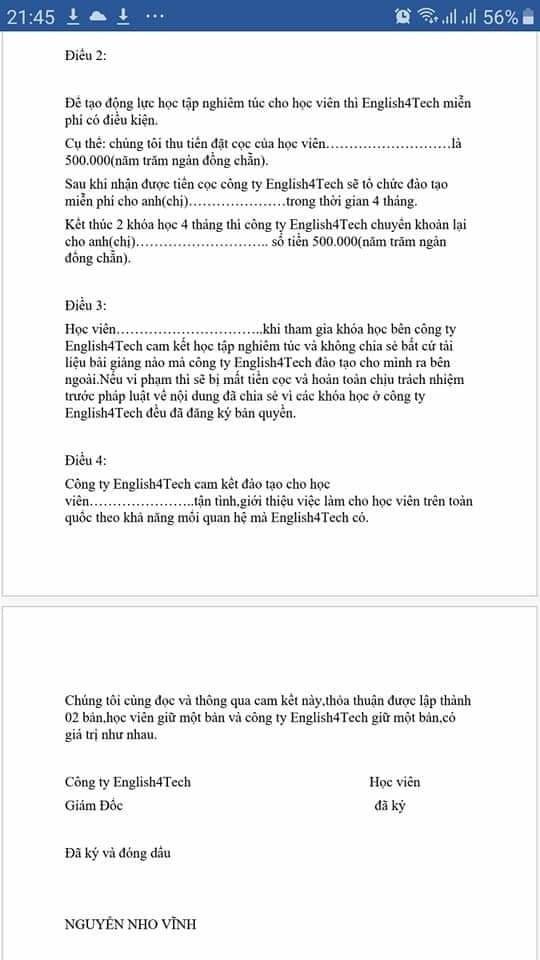 21:45 56%
Điều 2:
Để tạo động lực học tập nghiêm túc cho học viên thì English4Tech miễn
phí có điều kiện.
Cụ thể: chúng tôi thu tiền đặt cọc của học viên………………………là
500.000(năm trăm ngàn đồng chẵn).
Sau khi nhận được tiền cọc công ty English4Tech sẽ tổ chức đào tạo
miễn phí cho anh(chị)…………………trong thời gian 4 tháng.
Kết thúc 2 khóa học 4 tháng thì công ty English4Tech chuyển khoản lại
cho anh(chị)……………………….. số tiền 500.000(năm trăm ngàn
đồng chẵn).
Điều 3:
Học viên…………………………..khi tham gia khóa học bên công ty
English4Tech cam kết học tập nghiêm túc và không chia sẻ bất cứ tài
liệu bài giảng nào mà công ty English4Tech đào tạo cho mình ra bên
ngoài.Nếu vi phạm thì sẽ bị mất tiền cọc và hoàn toàn chịu trách nhiệm
trước pháp luật về nội dung đã chia sẻ vì các khóa học ở công ty
English4Tech đều đã đăng ký bản quyền.
Điều 4:
Công ty English4Tech cam kết đào tạo cho học
viên…………………..tận tình,giới thiệu việc làm cho học viên trên toàn
quốc theo khả năng mối quan hệ mà English4Tech có.
Chúng tôi cùng đọc và thông qua cam kết này,thỏa thuận được lập thành
02 bản,học viên giữ một bản và công ty English4Tech giữ một bản,có
giá trị như nhau.
Công ty English4Tech Học viên
Giám Đốc đã ký
Đã ký và đóng dấu
NGUYỄN NHO VĨNH